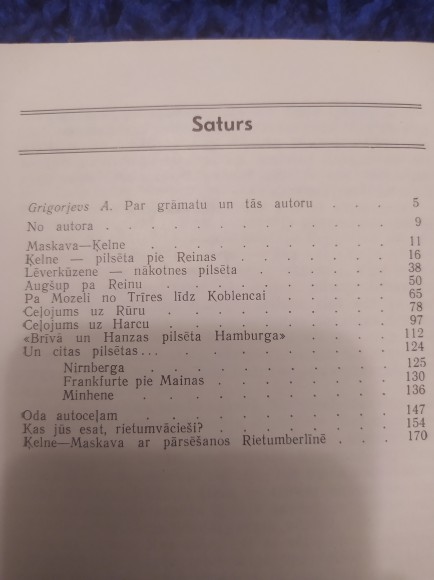 Saturs
Grigorjevs A. Par grāmatu un tās autoru . . . 5
No autora . . . . . . . . . . . . 9
Maskava—Ķelne . . . . . . . . . . 11
Ķelne — pilsēta pie Reinas . . . . . . . 16
Lēverkūzene — nākotnes pilsēta . . . . . . 38
Augšup pa Reinu . . . . . . . . . . 50
Pa Mozeli no Trīres līdz Koblencai . . . . . 65
Ceļojums uz Rūru . . . . . . . . . 78
Ceļojums uz Harcu . . . . . . . . . 97
«Brīvā un Hanzas pilsēta Hamburga» . . . . . 112
Un citas pilsētas... . . . . . . . . . 124
Nirnberga . . . . . . . . . . 125
Frankfurte pie Mainas . . . . . . . 130
Minhene . . . . . . . . . . 136
Oda autoceļam . . . . . . . . . . 147
Kas jūs esat, rietumvācieši? . . . . . . . 154
Ķelne—Maskava ar pārsēšanos Rietumberlīnē . . . 170